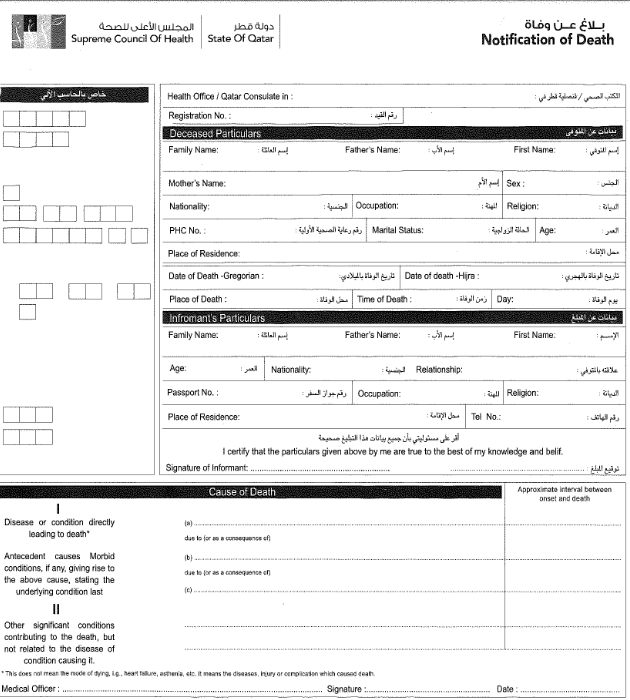 المجلس الأعلى للصحة دولة قطر بلاغ عن وفاة
Supreme Council Of Health State Of Qatar Notification of Death
خاص بالحاسب الآلي
Health Office / Qatar Consulate in : المكتب الصحي / قنصلية قطر في :
Registration No. : رقم القيد :
Deceased Particulars بيانات عن المتوفي
Family Name: إسم العائلة : Father's Name: إسم الأب : First Name: إسم المتوفي :
Mother's Name: إسم الأم Sex : الجنس :
Nationality: الجنسية : Occupation: المهنة : Religion: الديانة :
PHC No. : رقم رعاية الصحية الأولية : Marital Status: الحالة الزواجية : Age: العمر :
Place of Residence: محل الإقامة :
Date of Death -Gregorian : تاريخ الوفاة بالميلادي : Date of death -Hijra : تاريخ الوفاة بالهجري :
Place of Death : محل الوفاة : Time of Death : زمن الوفاة : Day: يوم الوفاة :
Infromant's Particulars بيانات عن المبلغ
Family Name: إسم العائلة : Father's Name: إسم الأب : First Name: الإسم :
Age: العمر : Nationality: الجنسية : Relationship: علاقته بالمتوفي :
Passport No. : رقم جواز السفر : Occupation: المهنة : Religion: الديانة :
Place of Residence: محل الإقامة : Tel No.: رقم الهاتف :
أقر على مسئوليتي بأن جميع بيانات هذا التبليغ صحيحة
I certify that the particulars given above by me are true to the best of my knowledge and belif.
Signature of Informant: ........ توقيع المبلغ :
Cause of Death Approximate interval between
onset and death
I
Disease or condition directly (a) ........
leading to death* due to (or as a consequence of)
Antecedent causes Morbid (b) ........
conditions, if any, giving rise to due to (or as a consequence of)
the above cause, stating the (c) ........
underlying condition last
II
Other significant conditions
contributing to the death, but
not related to the disease of
condition causing it.
* This does not mean the mode of dying, i.g., heart failure, asthenia, etc. it means the diseases, injury or complication which caused death.
Medical Officer : ........ Signature :........ Date : ........